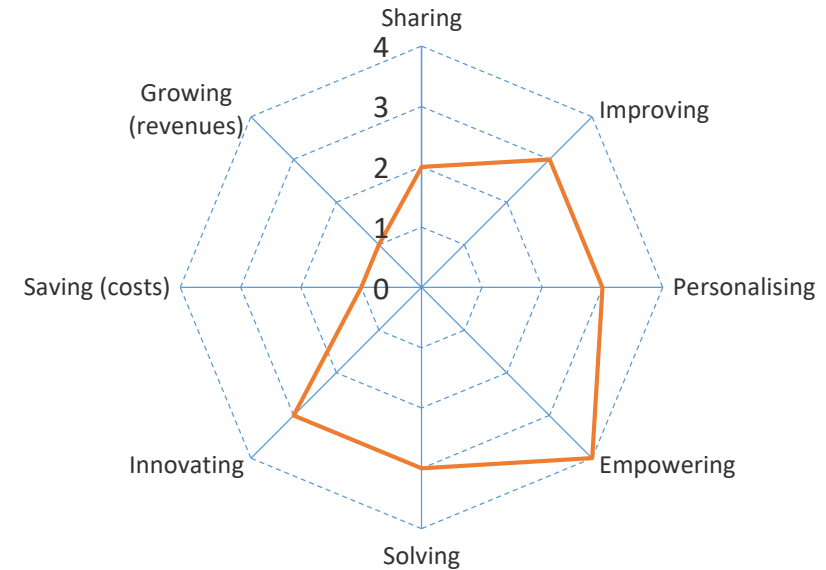 Sharing
4
Growing
(revenues)
3
Improving
2
1
Saving (costs)
0
Personalising
Innovating
Empowering
Solving